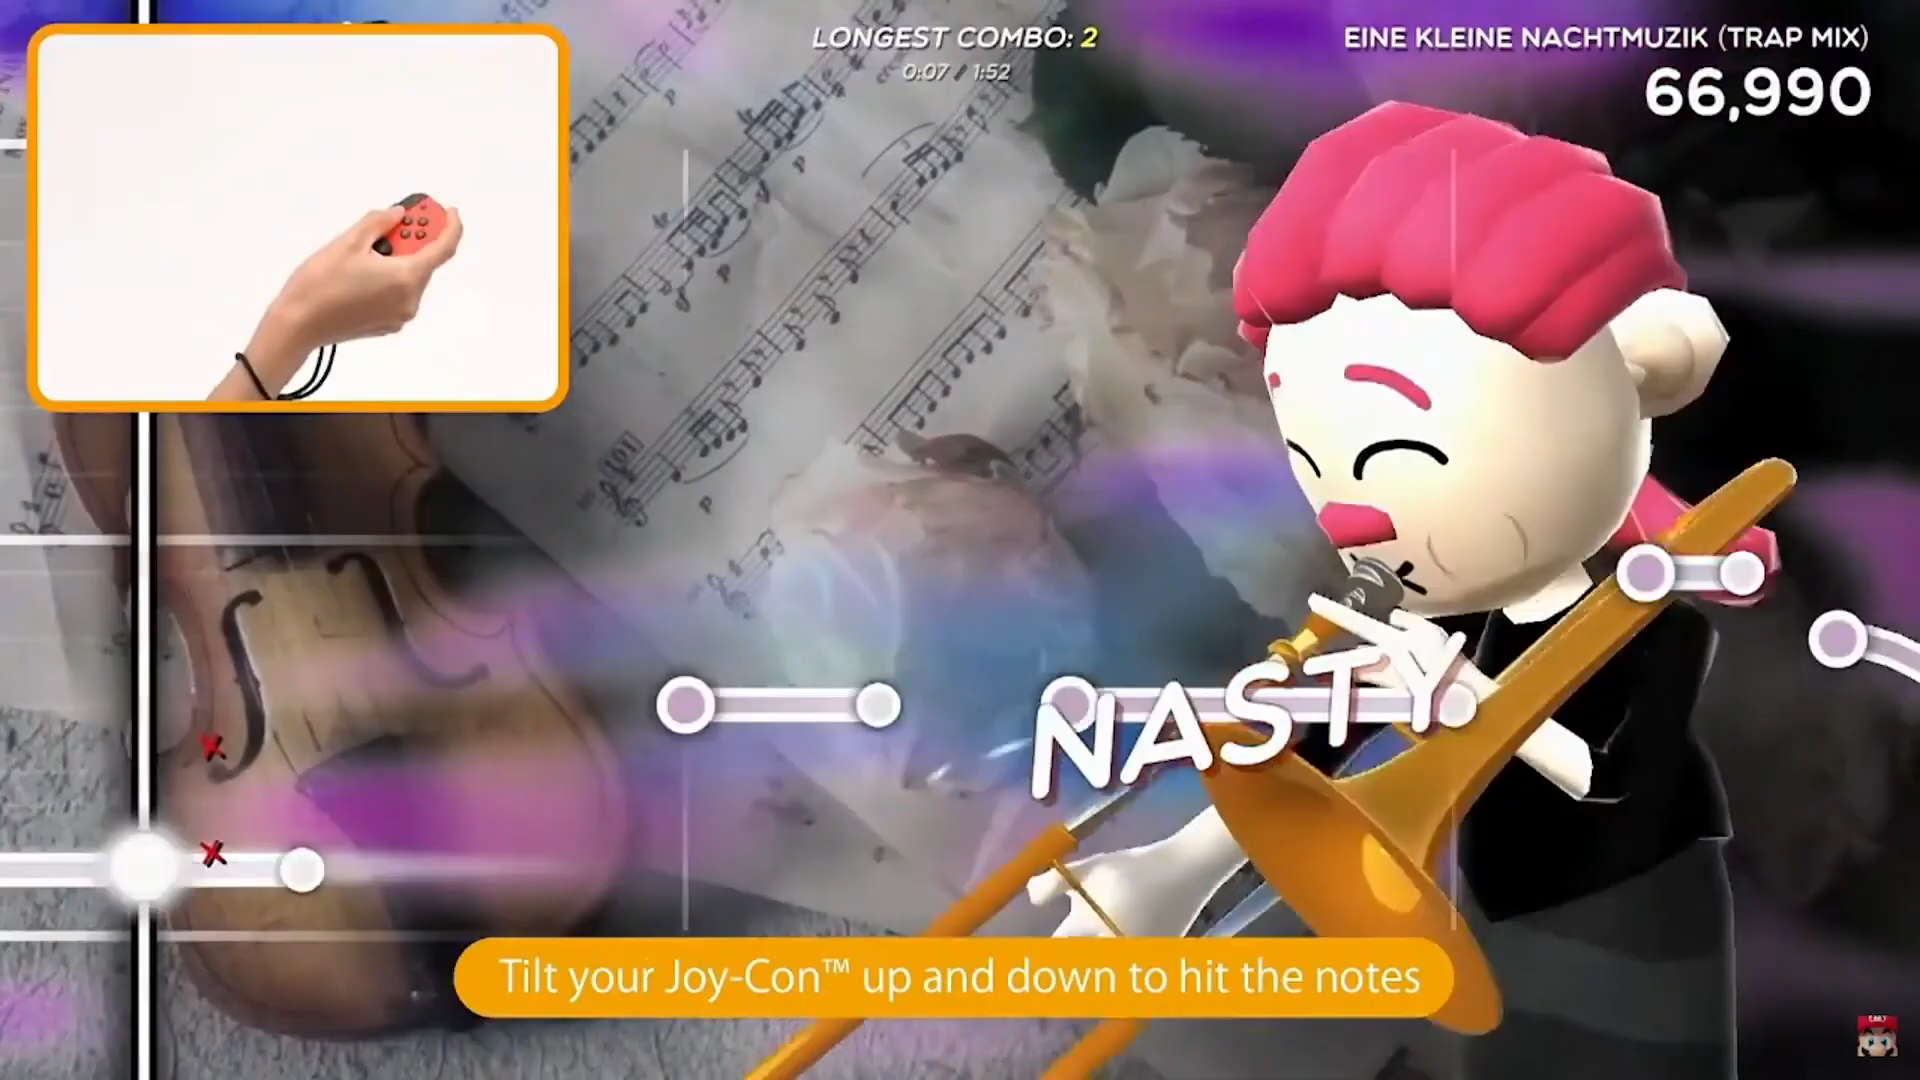 LONGEST COMBO: 2
0:07 / 1:52
EINE KLEINE NACHTMUZIK (TRAP MIX)
66,990
NASTY
Tilt your Joy-Con™ up and down to hit the notes